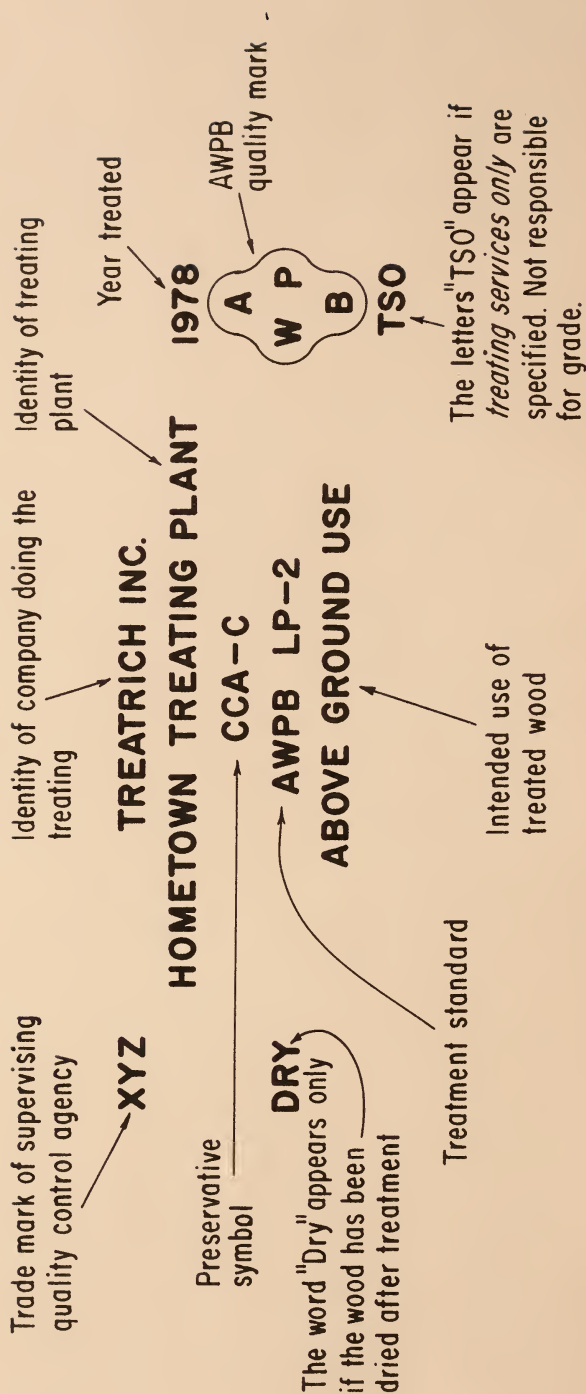 Trade mark of supervising
quality control agency
XYZ
Identity of company doing the
treating
TREATRICH INC.
Identity of treating
plant
HOMETOWN TREATING PLANT
Year treated
1978
AWPB
quality mark
A
W P
B
TSO
The letters "TSO" appear if
treating services only are
specified. Not responsible
for grade.
Preservative
symbol
CCA-C
DRY
The word "Dry" appears only
if the wood has been
dried after treatment
AWPB LP-2
Treatment standard
ABOVE GROUND USE
Intended use of
treated wood